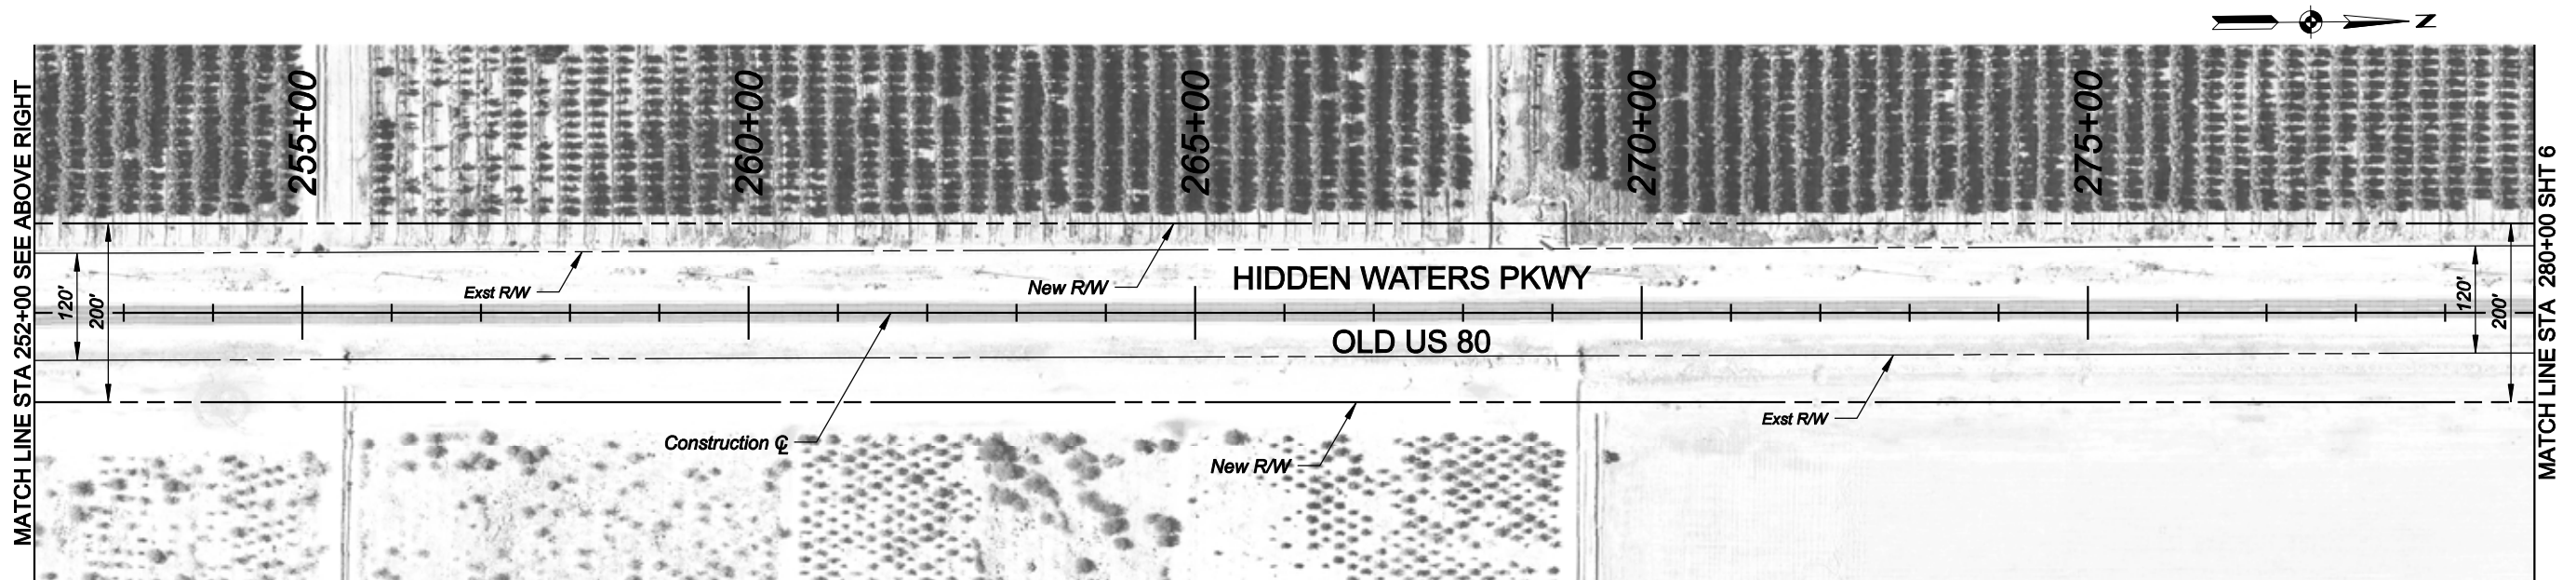 N
MATCH LINE STA 2552+00 SEE ABOVE RIGHT
255+00
260+00
265+00
270+00
275+00
MATCH LINE STA 280+00 SHT 6
120'
200'
Exst R/W
New R/W
HIDDEN WATERS PKWY
120'
200'
OLD US 80
Construction ℄
New R/W
Exst R/W